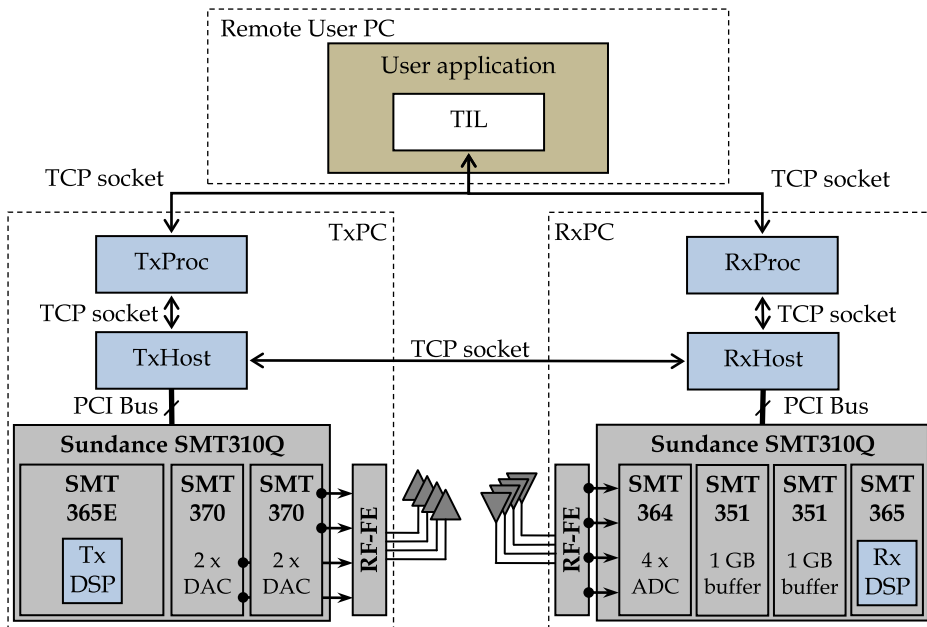 Remote User PC
User application
TIL
TCP socket
TCP socket
TxPC
RxPC
TxProc
RxProc
TCP socket
TCP socket
TxHost
TCP socket
RxHost
PCI Bus
PCI Bus
Sundance SMT310Q
SMT
365E
Tx
DSP
SMT
370
2 x
DAC
SMT
370
2 x
DAC
RF-FE
RF-FE
Sundance SMT310Q
SMT
364
4 x
ADC
SMT
351
1 GB
buffer
SMT
351
1 GB
buffer
SMT
365
Rx
DSP